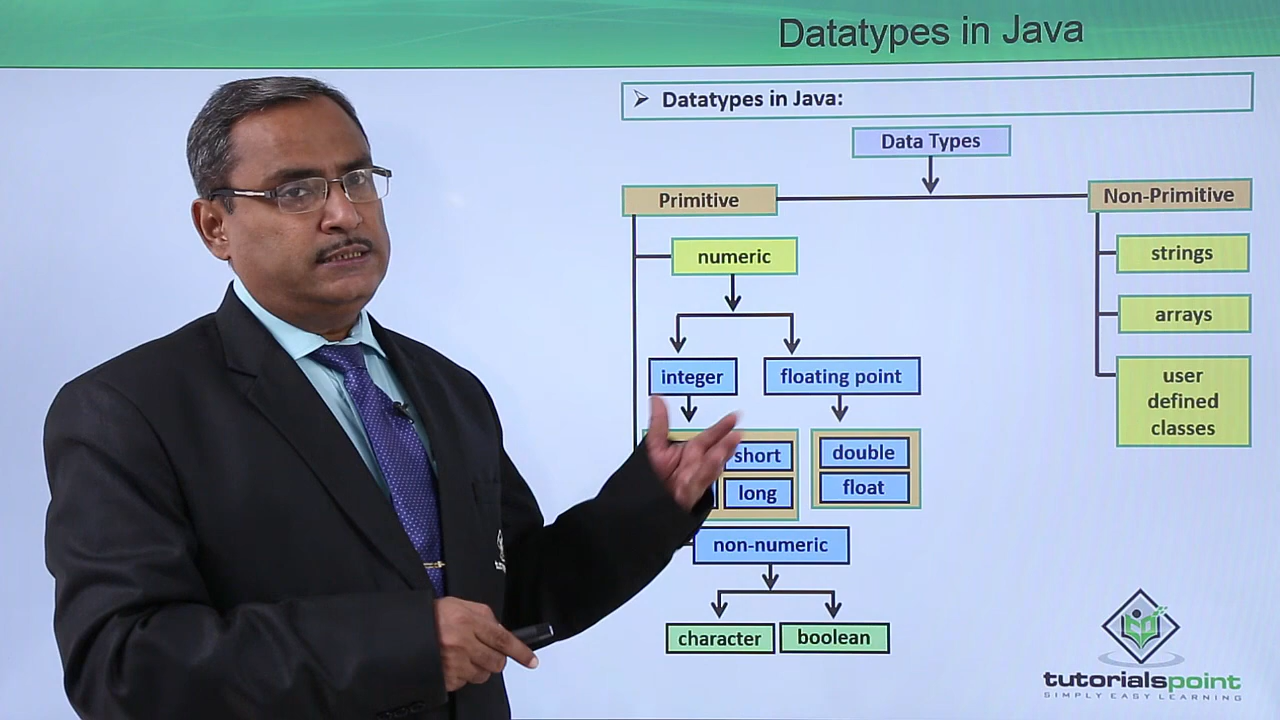 Datatypes in Java
➢ Datatypes in Java:
Data Types
Primitive
Non-Primitive
numeric
strings
arrays
integer
floating point
user
defined
classes
short
double
long
float
non-numeric
character
boolean
tutorialspoint
SIMPLY EASY LEARNING